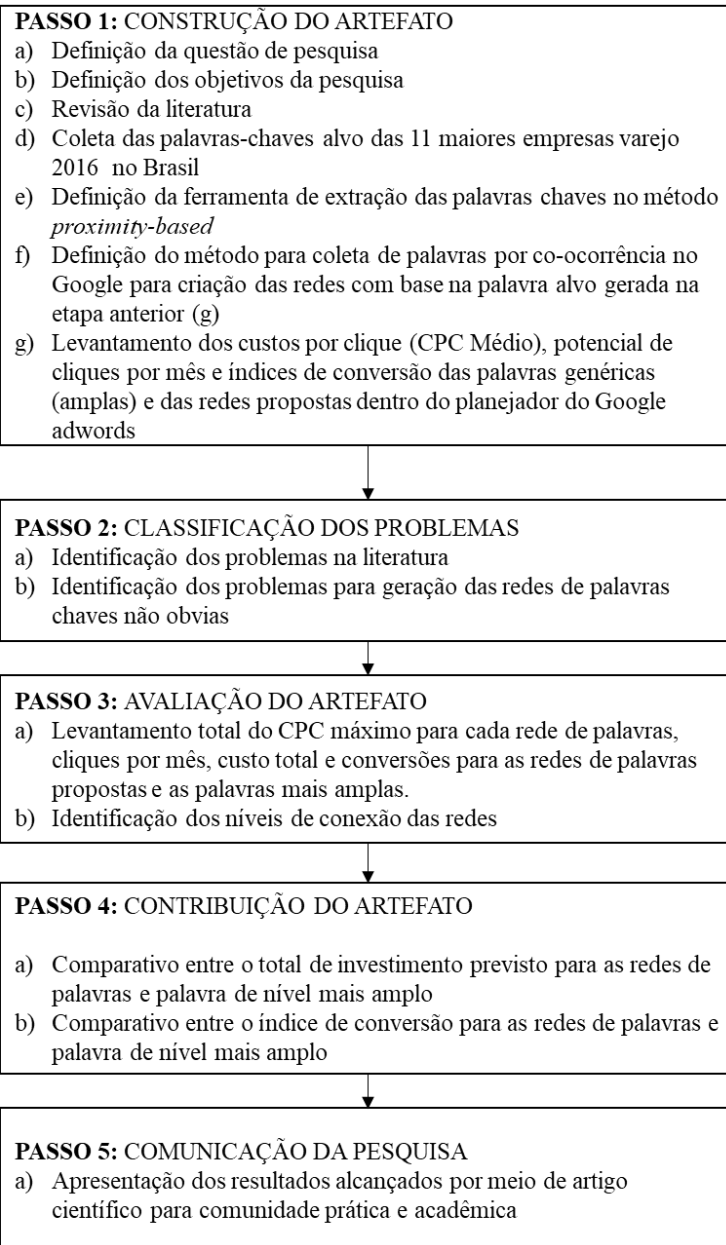 PASSO 1: CONSTRUÇÃO DO ARTEFATO
a) Definição da questão de pesquisa
b) Definição dos objetivos da pesquisa
c) Revisão da literatura
d) Coleta das palavras-chaves alvo das 11 maiores empresas varejo
2016 no Brasil
e) Definição da ferramenta de extração das palavras chaves no método
proximity-based
f) Definição do método para coleta de palavras por co-ocorrência no
Google para criação das redes com base na palavra alvo gerada na
etapa anterior (g)
g) Levantamento dos custos por clique (CPC Médio), potencial de
cliques por mês e índices de conversão das palavras genéricas
(amplas) e das redes propostas dentro do planejador do Google
adwords
PASSO 2: CLASSIFICAÇÃO DOS PROBLEMAS
a) Identificação dos problemas na literatura
b) Identificação dos problemas para geração das redes de palavras
chaves não obvias
PASSO 3: AVALIAÇÃO DO ARTEFATO
a) Levantamento total do CPC máximo para cada rede de palavras,
cliques por mês, custo total e conversões para as redes de palavras
propostas e as palavras mais amplas.
b) Identificação dos níveis de conexão das redes
PASSO 4: CONTRIBUIÇÃO DO ARTEFATO
a) Comparativo entre o total de investimento previsto para as redes de
palavras e palavra de nível mais amplo
b) Comparativo entre o índice de conversão para as redes de palavras e
palavra de nível mais amplo
PASSO 5: COMUNICAÇÃO DA PESQUISA
a) Apresentação dos resultados alcançados por meio de artigo
científico para comunidade prática e acadêmica